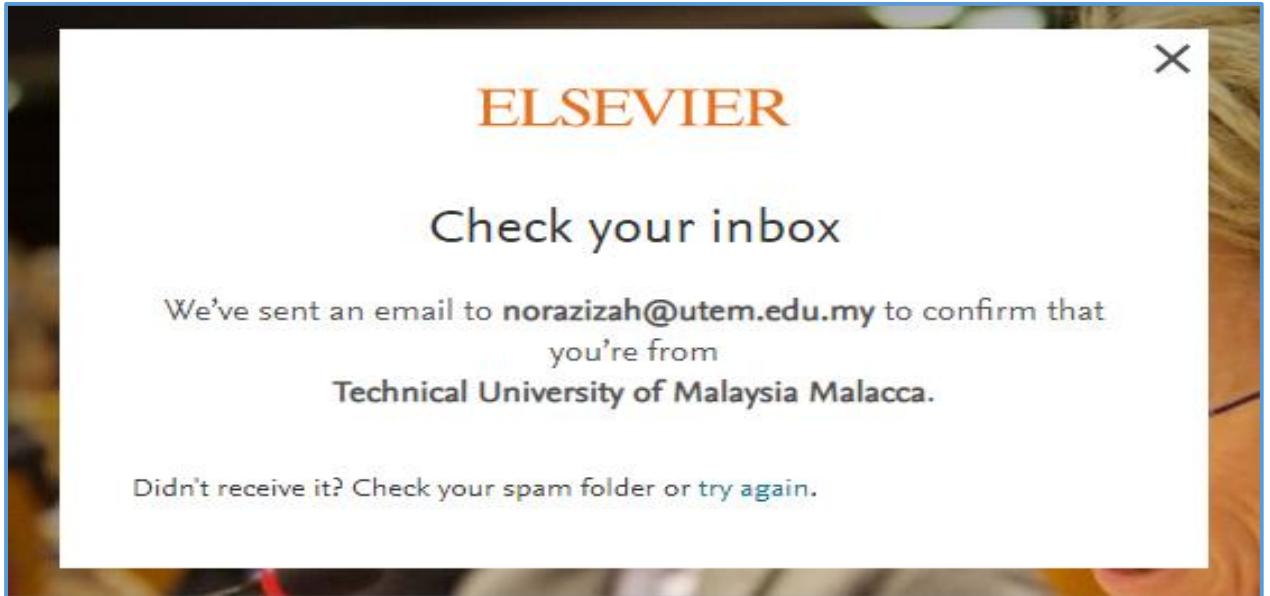 ELSEVIER
Check your inbox
We've sent an email to norazizah@utem.edu.my to confirm that
you're from
Technical University of Malaysia Malacca.
Didn't receive it? Check your spam folder or try again.